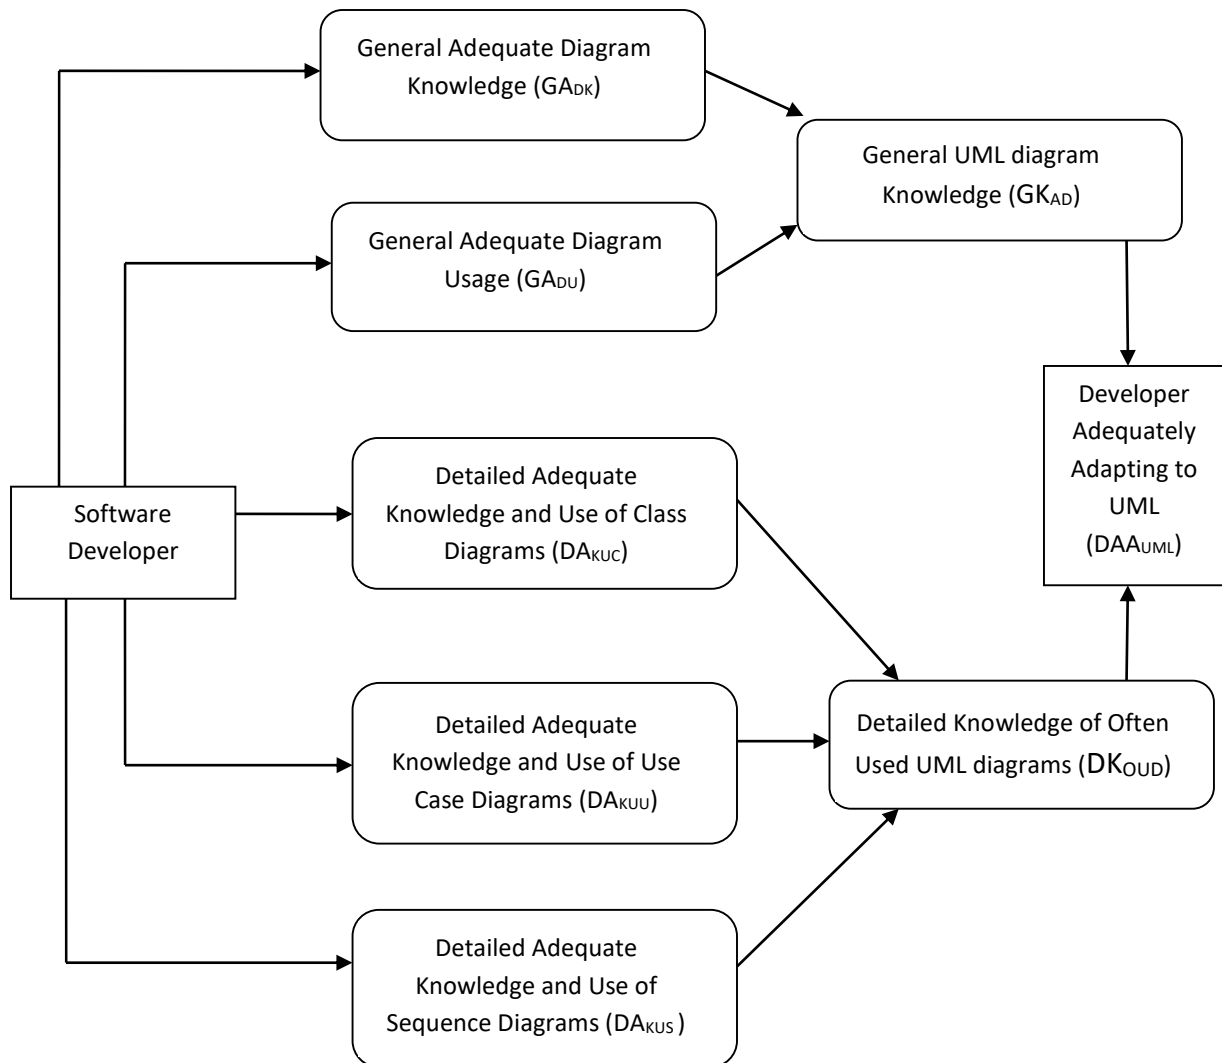 General Adequate Diagram
Knowledge (GADK)
General UML diagram
Knowledge (GKAD)
General Adequate Diagram
Usage (GADU)
Developer
Adequately
Adapting to
UML
(DAAUML)
Detailed Adequate
Knowledge and Use of Class
Diagrams (DAKUC)
Software
Developer
Detailed Adequate
Knowledge and Use of Use
Case Diagrams (DAKUU)
Detailed Knowledge of Often
Used UML diagrams (DKOUD)
Detailed Adequate
Knowledge and Use of
Sequence Diagrams (DAKUS )